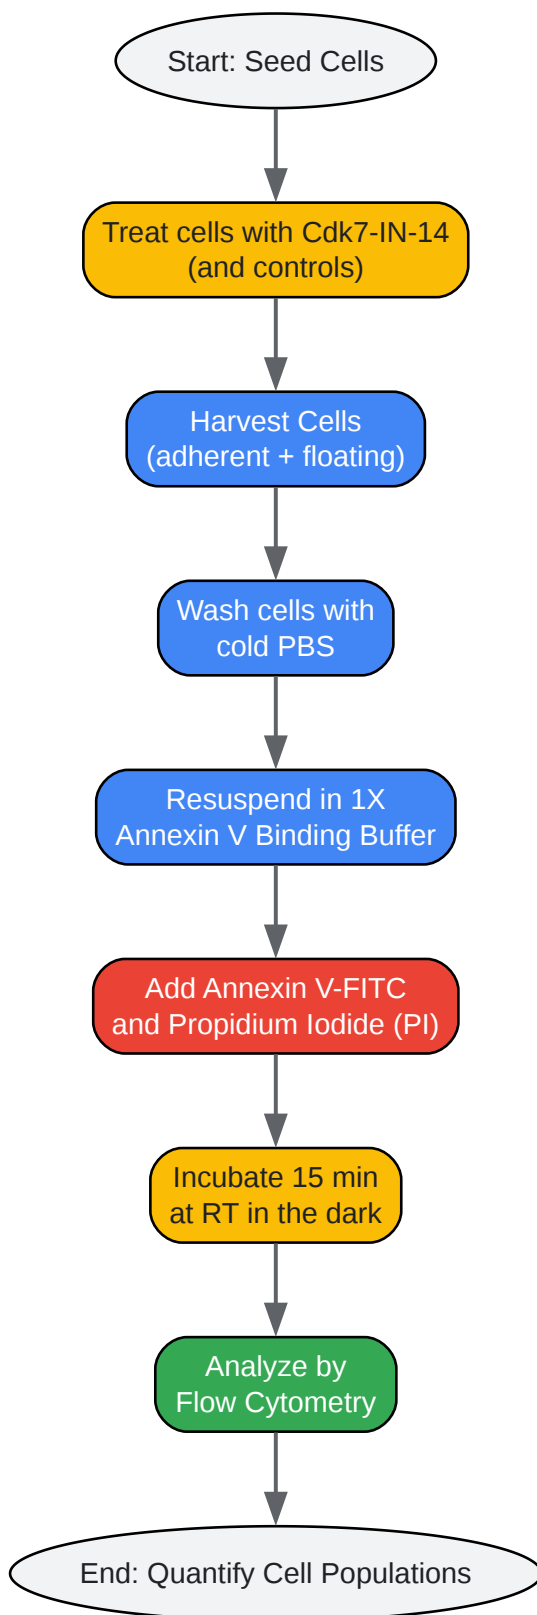 Start: Seed Cells
Treat cells with Cdk7-IN-14
(and controls)
Harvest Cells
(adherent + floating)
Wash cells with
cold PBS
Resuspend in 1X
Annexin V Binding Buffer
Add Annexin V-FITC
and Propidium Iodide (PI)
Incubate 15 min
at RT in the dark
Analyze by
Flow Cytometry
End: Quantify Cell Populations